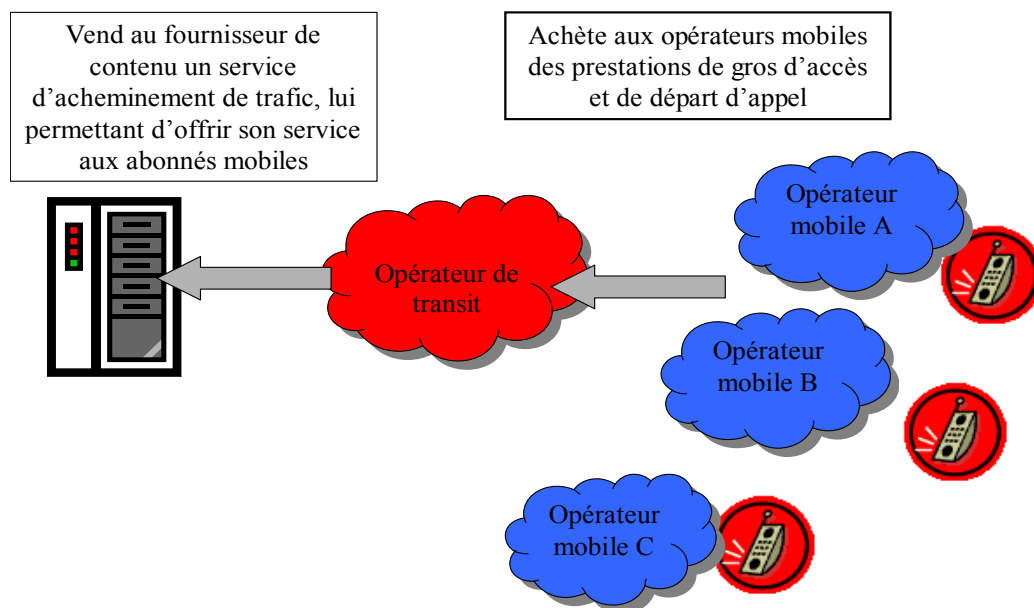 Vend au fournisseur de
contenu un service
d'acheminement de trafic, lui
permettant d'offrir son service
aux abonnés mobiles
Achète aux opérateurs mobiles
des prestations de gros d'accès
et de départ d'appel
Opérateur
mobile A
Opérateur de
transit
Opérateur
mobile B
Opérateur
mobile C